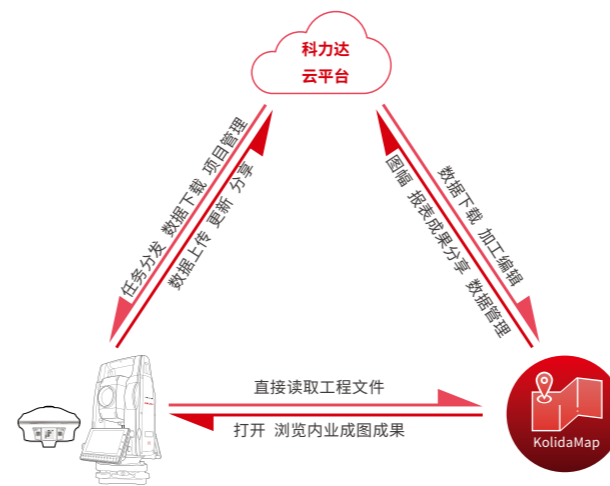 科力达
云平台
任务分发 数据下载 项目管理
数据上传 更新 分享
数据下载 加工编辑
图幅 报表成果分享 数据管理
直接读取工程文件
打开 浏览内业成图成果
KolidaMap